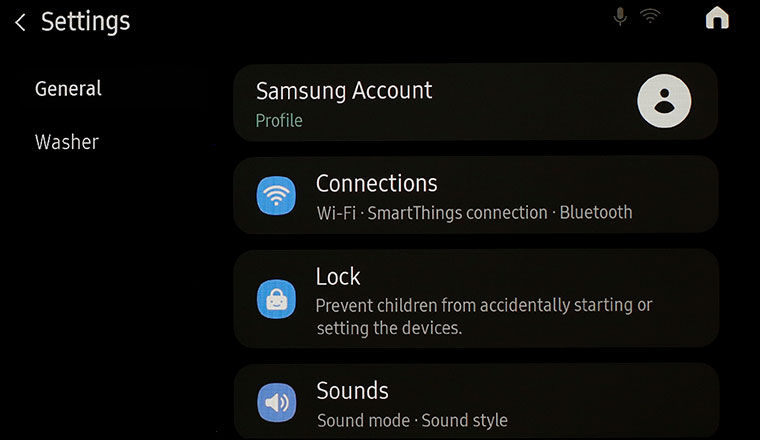 Settings
General
Washer
Samsung Account
Profile
Connections
Wi-Fi · SmartThings connection · Bluetooth
Lock
Prevent children from accidentally starting or
setting the devices.
Sounds
Sound mode · Sound style